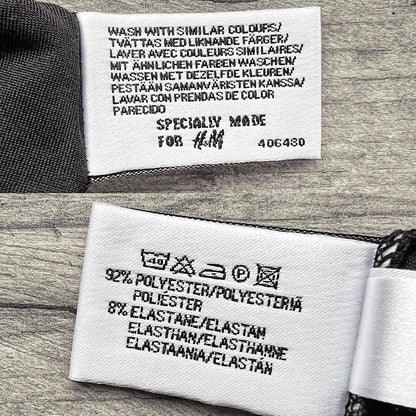 WASH WITH SIMILAR COLOURS/
TVÄTTAS MED LIKNANDE FÄRGER/
LAVER AVEC COULEURS SIMILAIRES/
MIT ÄHNLICHEN FARBEN WASCHEN/
WASSEN MET DEZELFDE KLEUREN/
PESTÄÄN SAMANVÄRISTEN KANSSA/
LAVAR CON PRENDAS DE COLOR
PARECIDO
SPECIALLY MADE
FOR H&M 406480
40 P
92% POLYESTER/POLYESTERIÄ
POLIÉSTER
8% ELASTANE/ELASTAN
ELASTHAN/ELASTHANNE
ELASTAANIA/ELASTÁN